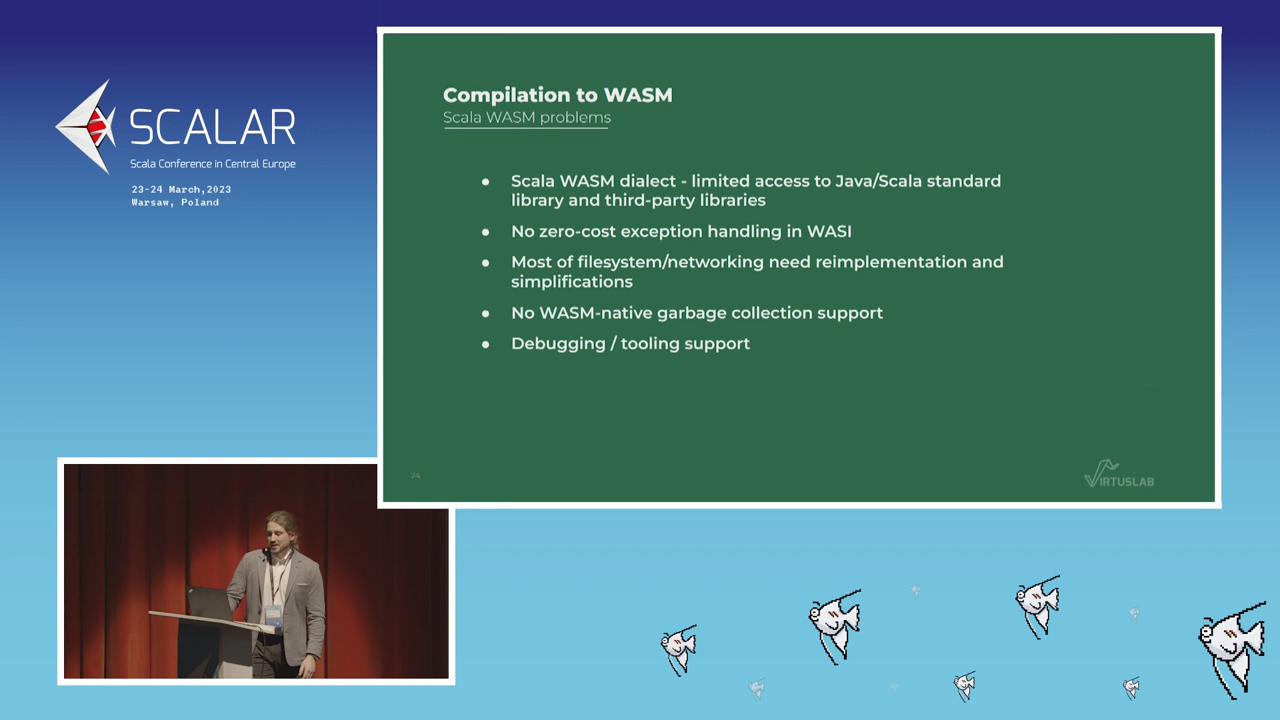 SCALAR
Scala Conference in Central Europe
23-24 March,2023
Warsaw, Poland
Compilation to WASM
Scala WASM problems
● Scala WASM dialect - limited access to Java/Scala standard
library and third-party libraries
● No zero-cost exception handling in WASI
● Most of filesystem/networking need reimplementation and
simplifications
● No WASM-native garbage collection support
● Debugging / tooling support
24
VIRTUSLAB